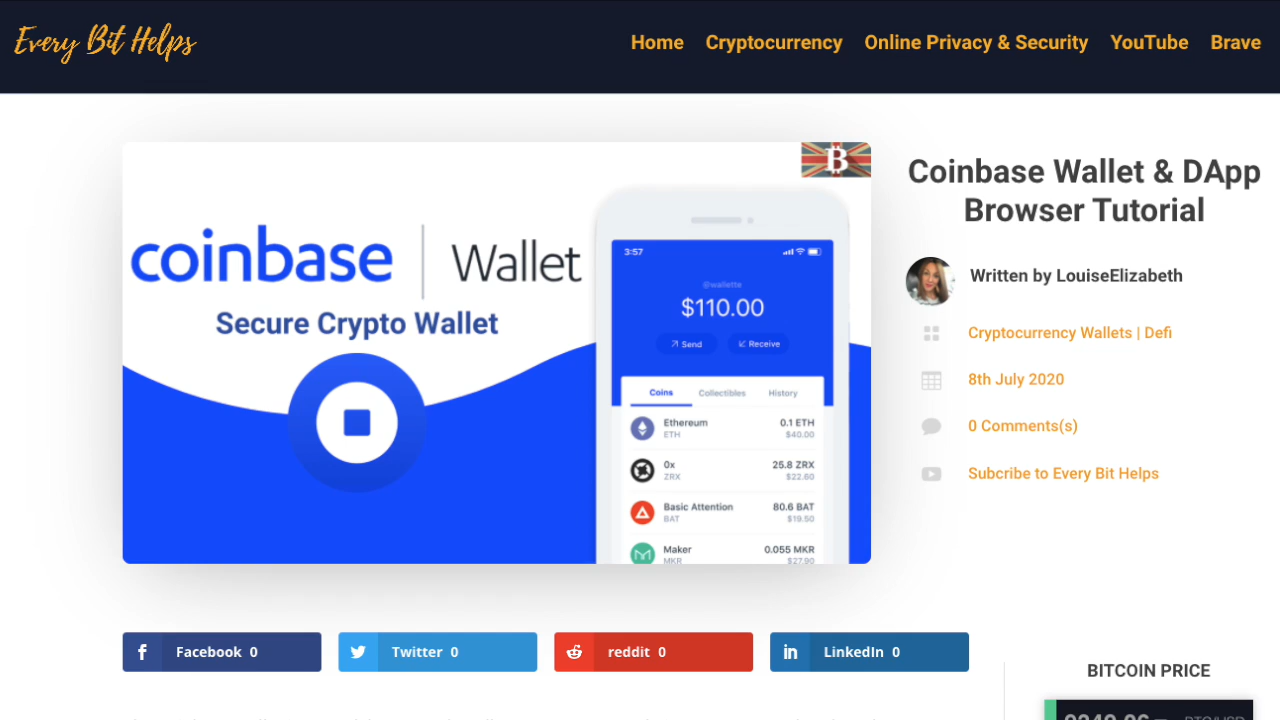 Every Bit Helps
Home Cryptocurrency Online Privacy & Security YouTube Brave
coinbase Wallet
Secure Crypto Wallet
B
3:57
@wallette
$110.00
Send Receive
Coins Collectibles History
Ethereum 0.1 ETH
ETH $40.00
0x 25.8 ZRX
ZRX $22.60
Basic Attention 80.6 BAT
BAT $19.50
Maker 0.055 MKR
MKR $27.90
Coinbase Wallet & DApp
Browser Tutorial
Written by LouiseElizabeth
Cryptocurrency Wallets | Defi
8th July 2020
0 Comments(s)
Subcribe to Every Bit Helps
Facebook 0
Twitter 0
reddit 0
LinkedIn 0
BITCOIN PRICE